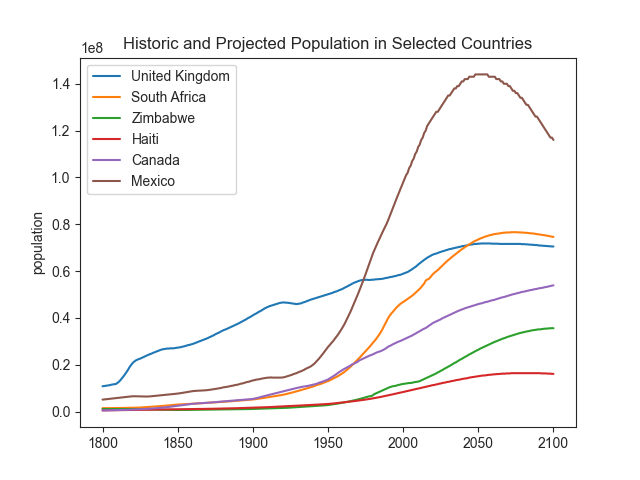 Historic and Projected Population in Selected Countries
1e8
United Kingdom
South Africa
Zimbabwe
Haiti
Canada
Mexico
1.4
1.2
1.0
0.8
0.6
0.4
0.2
0.0
population
1800 1850 1900 1950 2000 2050 2100